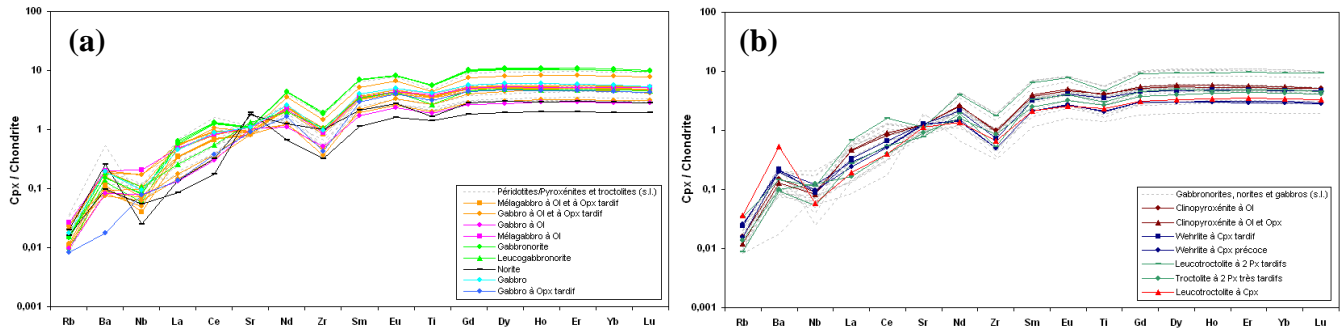 (a)
Cpx / Chondrite
100
10
1
0,1
0,01
0,001
Rb Ba Nb La Ce Sr Nd Zr Sm Eu Ti Gd Dy Ho Er Yb Lu
Péridotites/Pyroxénites et troctolites (s.l.)
Mélagabbro à Ol et à Opx tardif
Gabbro à Ol et à Opx tardif
Gabbro à Ol
Mélagabbro à Ol
Gabbronorite
Leucogabbronorite
Norite
Gabbro
Gabbro à Opx tardif
(b)
Cpx / Chondrite
100
10
1
0,1
0,01
0,001
Rb Ba Nb La Ce Sr Nd Zr Sm Eu Ti Gd Dy Ho Er Yb Lu
Gabbronorites, norites et gabbros (s.l.)
Clinopyroxénite à Ol
Clinopyroxénite à Ol et Opx
Wehrlite à Cpx tardif
Wehrlite à Cpx précoce
Leucotroctolite à 2 Px tardifs
Troctolite à 2 Px très tardifs
Leucotroctolite à Cpx